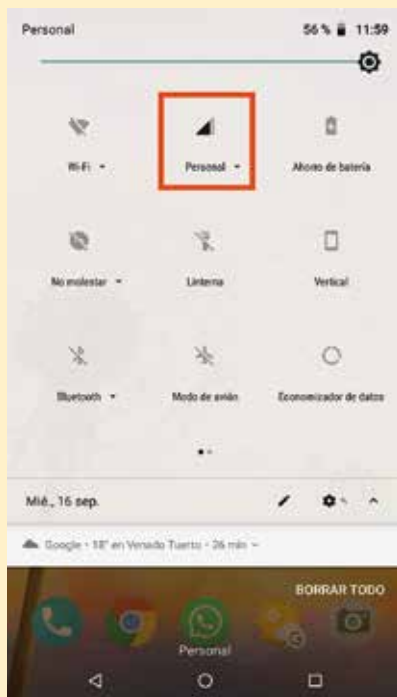 Personal 56 % 11:59
Wi-Fi Personal Ahorro de batería
No molestar Linterna Vertical
Bluetooth Modo de avión Economizador de datos
Mié., 16 sep.
Google • 18° en Venado Tuerto • 26 min
BORRAR TODO
Personal